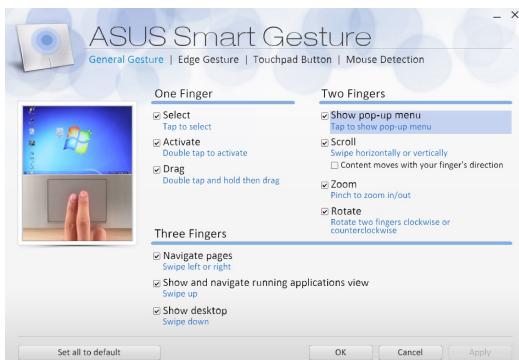 ASUS Smart Gesture
General Gesture | Edge Gesture | Touchpad Button | Mouse Detection
One Finger
Select
Tap to select
Activate
Double tap to activate
Drag
Double tap and hold then drag
Two Fingers
Show pop-up menu
Tap to show pop-up menu
Scroll
Swipe horizontally or vertically
Content moves with your finger's direction
Zoom
Pinch to zoom in/out
Rotate
Rotate two fingers clockwise or
counterclockwise
Three Fingers
Navigate pages
Swipe left or right
Show and navigate running applications view
Swipe up
Show desktop
Swipe down
Set all to default
OK
Cancel
Apply